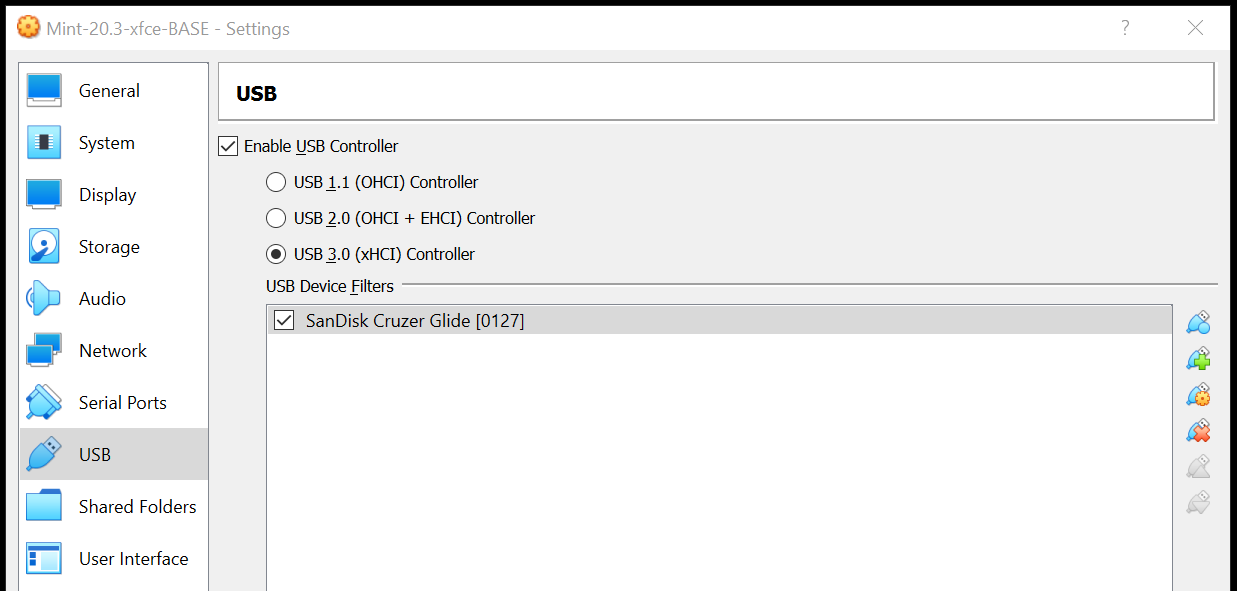 Mint-20.3-xfce-BASE - Settings
?
General
System
Display
Storage
Audio
Network
Serial Ports
USB
Shared Folders
User Interface
USB
Enable USB Controller
USB 1.1 (OHCI) Controller
USB 2.0 (OHCI + EHCI) Controller
USB 3.0 (xHCI) Controller
USB Device Filters
SanDisk Cruzer Glide [0127]